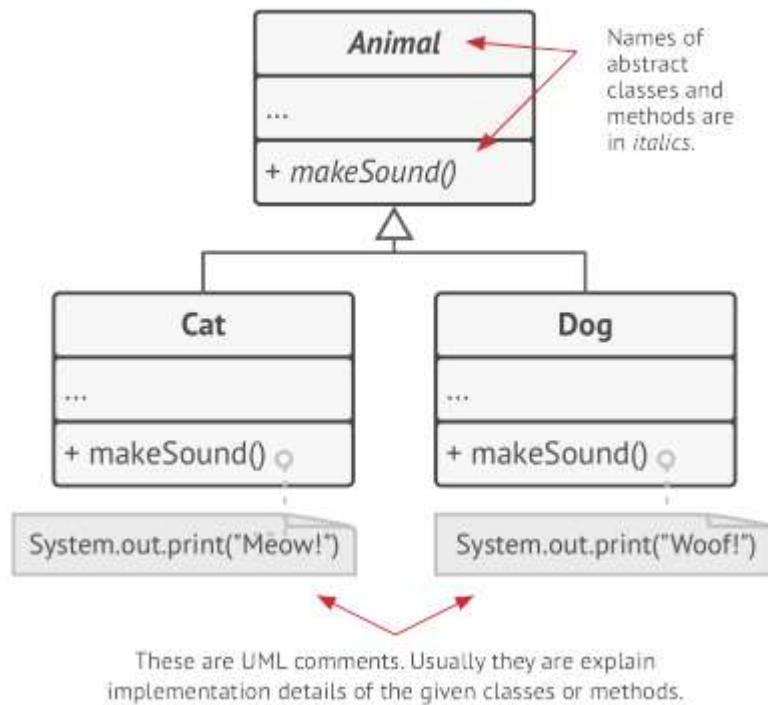 Animal
Names of
abstract
classes and
methods are
in italics.
...
+ makeSound()
Cat
Dog
...
...
+ makeSound()
+ makeSound()
System.out.print("Meow!")
System.out.print("Woof!")
These are UML comments. Usually they are explain
implementation details of the given classes or methods.